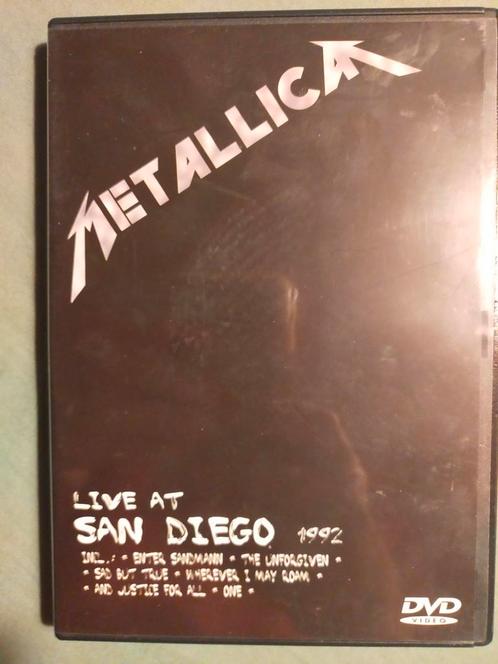 METALLICA
LIVE AT
SAN DIEGO 1992
INCL.: * ENTER SANDMANN * THE UNFORGIVEN *
* SAD BUT TRUE * WHEREVER I MAY ROAM *
* AND JUSTICE FOR ALL * ONE *
DVD
VIDEO